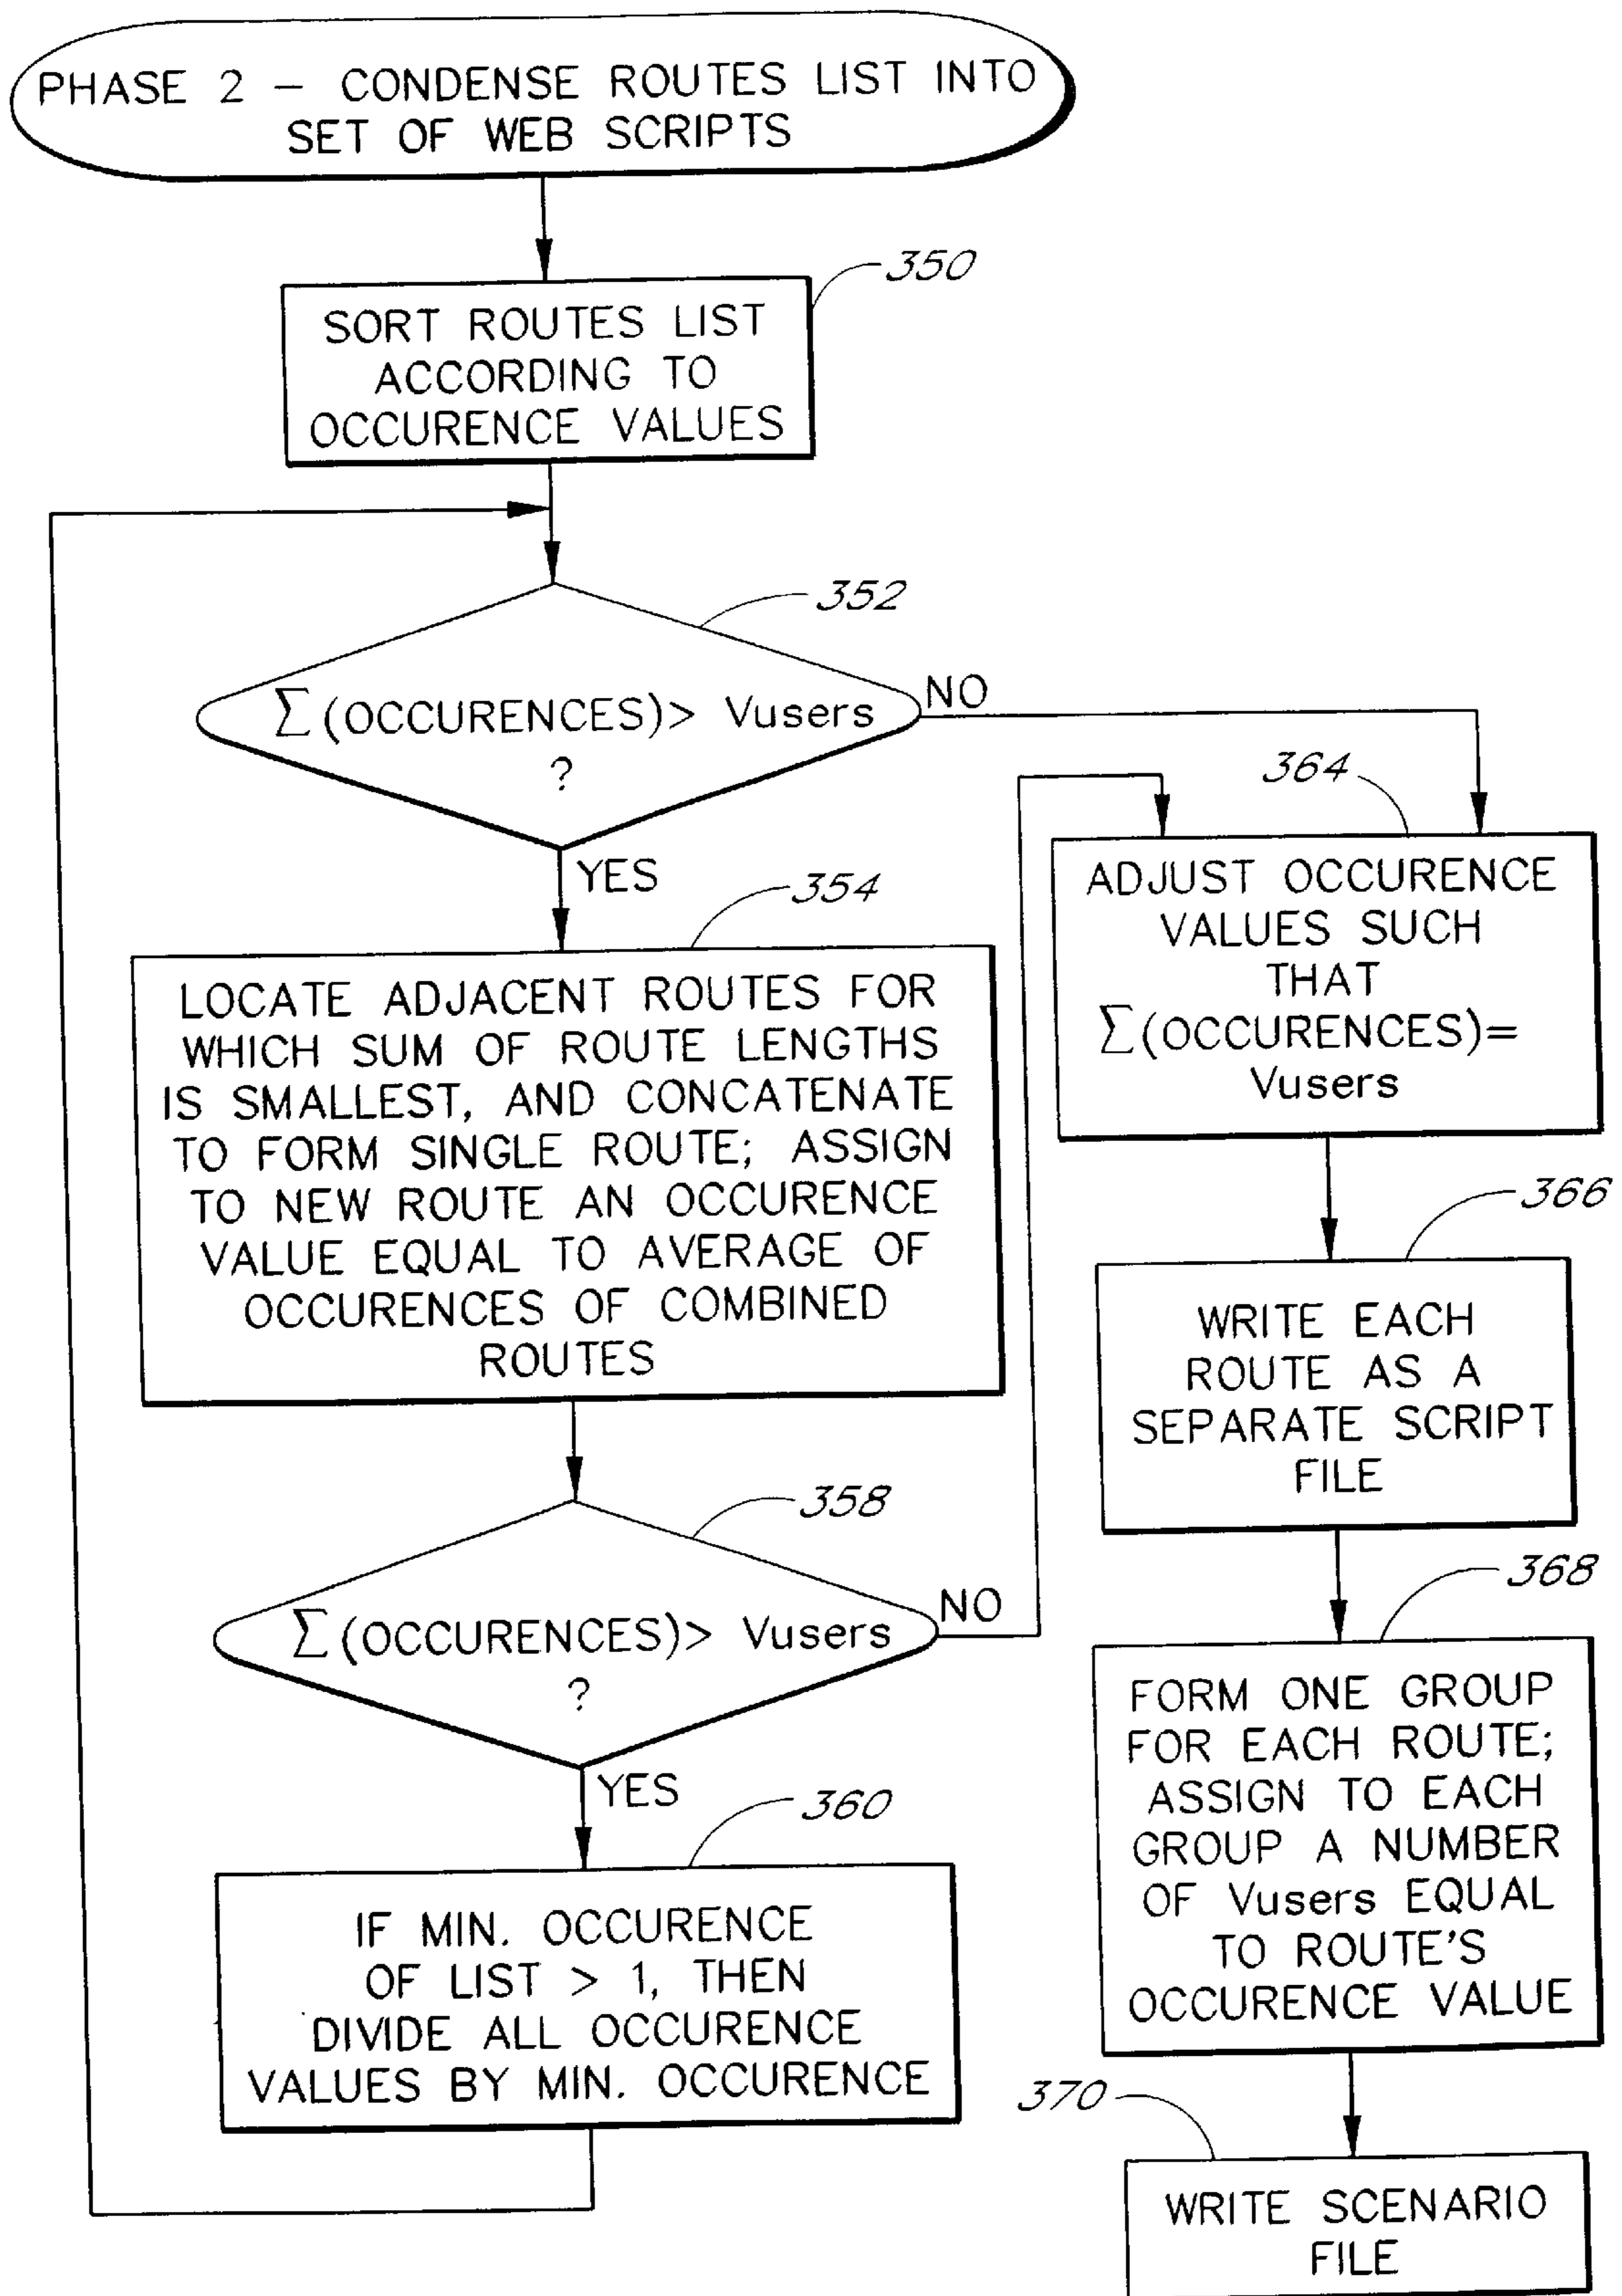 PHASE 2 – CONDENSE ROUTES LIST INTO
SET OF WEB SCRIPTS
350
SORT ROUTES LIST
ACCORDING TO
OCCURENCE VALUES
352
∑(OCCURENCES)> Vusers
?
NO
YES
354
LOCATE ADJACENT ROUTES FOR
WHICH SUM OF ROUTE LENGTHS
IS SMALLEST, AND CONCATENATE
TO FORM SINGLE ROUTE; ASSIGN
TO NEW ROUTE AN OCCURENCE
VALUE EQUAL TO AVERAGE OF
OCCURENCES OF COMBINED
ROUTES
358
∑(OCCURENCES)> Vusers
?
NO
YES
360
IF MIN. OCCURENCE
OF LIST > 1, THEN
DIVIDE ALL OCCURENCE
VALUES BY MIN. OCCURENCE
364
ADJUST OCCURENCE
VALUES SUCH
THAT
∑(OCCURENCES)=
Vusers
366
WRITE EACH
ROUTE AS A
SEPARATE SCRIPT
FILE
368
FORM ONE GROUP
FOR EACH ROUTE;
ASSIGN TO EACH
GROUP A NUMBER
OF Vusers EQUAL
TO ROUTE'S
OCCURENCE VALUE
370
WRITE SCENARIO
FILE